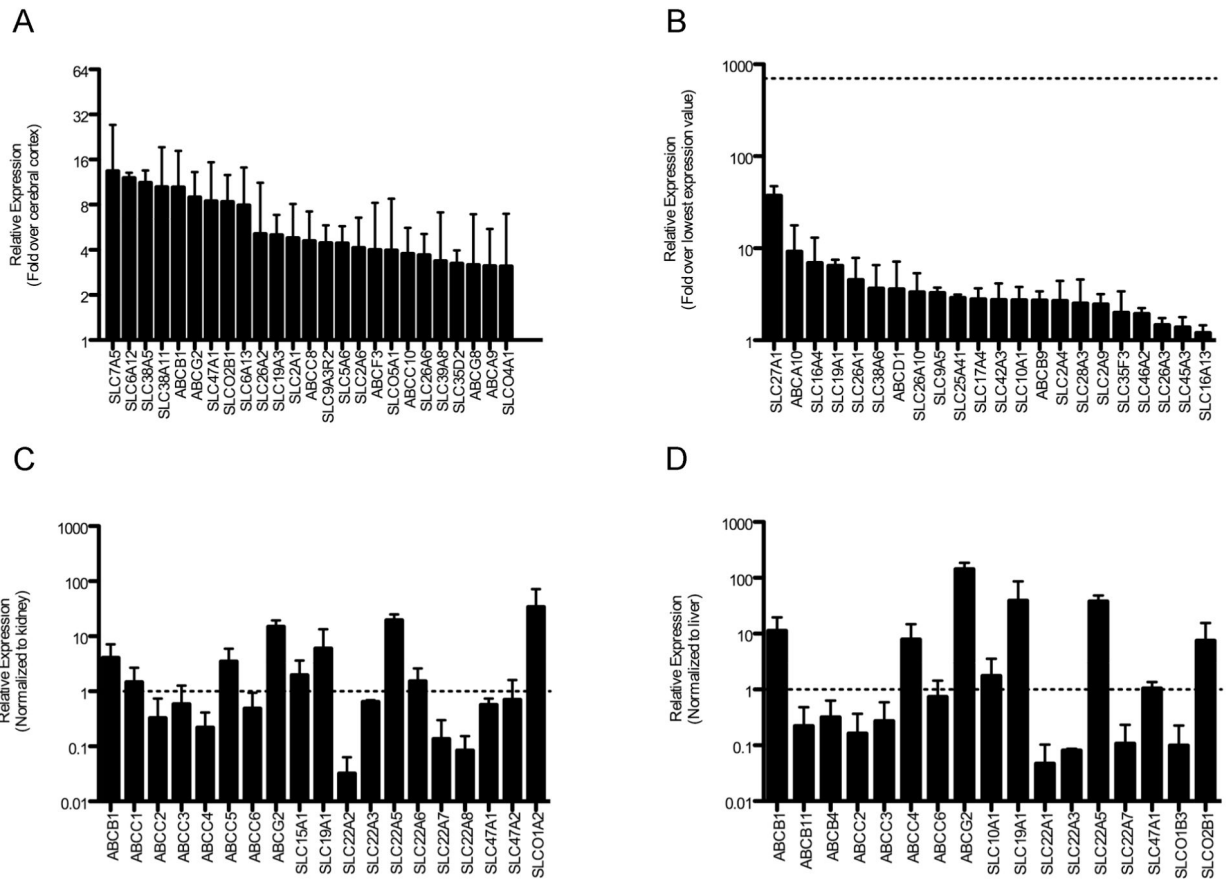 A
Relative Expression
(Fold over cerebral cortex)
64
32
16
8
4
2
1
SLC7A5
SLC6A12
SLC38A5
SLC38A11
ABCB1
ABCG2
SLC47A1
SLCO2B1
SLC6A13
SLC26A2
SLC19A3
SLC2A1
ABCC8
SLC9A3R2
SLC5A6
SLC2A6
ABCF3
SLCO5A1
ABCC10
SLC26A6
SLC39A8
SLC35D2
ABCG8
ABCA9
SLCO4A1
B
Relative Expression
(Fold over lowest expression value)
1000
100
10
1
SLC27A1
ABCA10
SLC16A4
SLC19A1
SLC26A1
SLC38A6
ABCD1
SLC26A10
SLC9A5
SLC25A41
SLC17A4
SLC42A3
SLC10A1
ABCB9
SLC2A4
SLC28A3
SLC2A9
SLC35F3
SLC46A2
SLC26A3
SLC45A3
SLC16A13
C
Relative Expression
(Normalized to kidney)
1000
100
10
1
0.1
0.01
ABCB1
ABCC1
ABCC2
ABCC3
ABCC4
ABCC5
ABCC6
ABCG2
SLC15A1
SLC19A1
SLC22A2
SLC22A3
SLC22A5
SLC22A6
SLC22A7
SLC22A8
SLC47A1
SLC47A2
SLCO1A2
D
Relative Expression
(Normalized to liver)
1000
100
10
1
0.1
0.01
ABCB1
ABCB11
ABCB4
ABCC2
ABCC3
ABCC4
ABCC6
ABCG2
SLC10A1
SLC19A1
SLC22A1
SLC22A3
SLC22A5
SLC22A7
SLC47A1
SLCO1B3
SLCO2B1